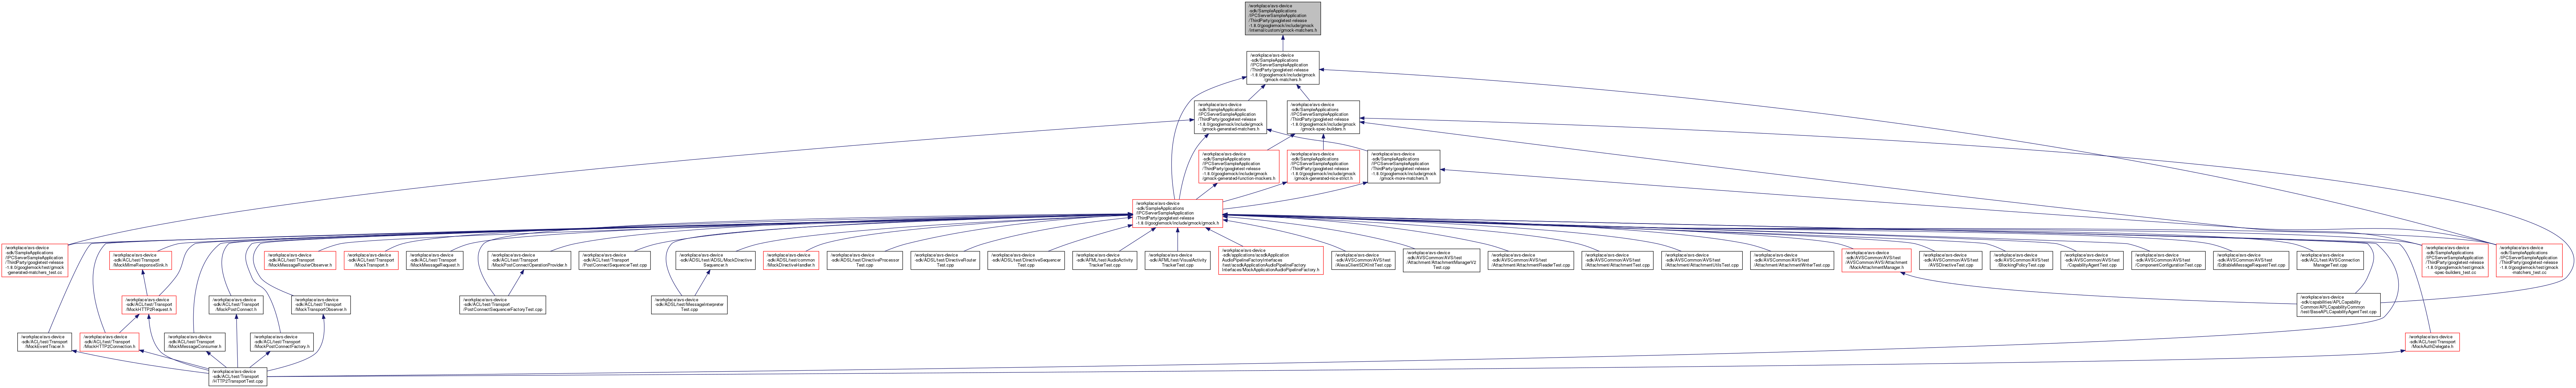 /workplace/avs-device
-sdk/SampleApplications
/IPCServerSampleApplication
/ThirdParty/googletest-release
-1.8.0/googlemock/include/gmock
/internal/custom/gmock-matchers.h
/workplace/avs-device
-sdk/SampleApplications
/IPCServerSampleApplication
/ThirdParty/googletest-release
-1.8.0/googlemock/include/gmock
/gmock-matchers.h
/workplace/avs-device
-sdk/SampleApplications
/IPCServerSampleApplication
/ThirdParty/googletest-release
-1.8.0/googlemock/include/gmock
/gmock-generated-matchers.h
/workplace/avs-device
-sdk/SampleApplications
/IPCServerSampleApplication
/ThirdParty/googletest-release
-1.8.0/googlemock/include/gmock
/gmock-spec-builders.h
/workplace/avs-device
-sdk/SampleApplications
/IPCServerSampleApplication
/ThirdParty/googletest-release
-1.8.0/googlemock/include/gmock
/gmock-generated-function-mockers.h
/workplace/avs-device
-sdk/SampleApplications
/IPCServerSampleApplication
/ThirdParty/googletest-release
-1.8.0/googlemock/include/gmock
/gmock-generated-nice-strict.h
/workplace/avs-device
-sdk/SampleApplications
/IPCServerSampleApplication
/ThirdParty/googletest-release
-1.8.0/googlemock/include/gmock
/gmock-more-matchers.h
/workplace/avs-device
-sdk/SampleApplications
/IPCServerSampleApplication
/ThirdParty/googletest-release
-1.8.0/googlemock/include/gmock/gmock.h
/workplace/avs-device
-sdk/SampleApplications
/IPCServerSampleApplication
/ThirdParty/googletest-release
-1.8.0/googlemock/test/gmock
-generated-matchers_test.cc
/workplace/avs-device
-sdk/ACL/test/Transport
/MockMimeResponseSink.h
/workplace/avs-device
-sdk/ACL/test/Transport
/MockMessageRouterObserver.h
/workplace/avs-device
-sdk/ACL/test/Transport
/MockTransport.h
/workplace/avs-device
-sdk/ACL/test/Transport
/MockMessageRequest.h
/workplace/avs-device
-sdk/ACL/test/Transport
/MockPostConnectOperationProvider.h
/workplace/avs-device
-sdk/ACL/test/Transport
/PostConnectSequencerTest.cpp
/workplace/avs-device
-sdk/ADSL/test/ADSL/MockDirective
Sequencer.h
/workplace/avs-device
-sdk/ADSL/test/common
/MockDirectiveHandler.h
/workplace/avs-device
-sdk/ADSL/test/DirectiveProcessor
Test.cpp
/workplace/avs-device
-sdk/ADSL/test/DirectiveRouter
Test.cpp
/workplace/avs-device
-sdk/ADSL/test/DirectiveSequencer
Test.cpp
/workplace/avs-device
-sdk/AFML/test/AudioActivity
TrackerTest.cpp
/workplace/avs-device
-sdk/AFML/test/VisualActivity
TrackerTest.cpp
/workplace/avs-device
-sdk/applications/acsdkApplication
AudioPipelineFactory/Interfaces
/test/acsdkApplicationAudioPipelineFactory
Interfaces/MockApplicationAudioPipelineFactory.h
/workplace/avs-device
-sdk/AVSCommon/AVS/test
/AlexaClientSDKInitTest.cpp
/workplace/avs-device
-sdk/AVSCommon/AVS/test
/Attachment/AttachmentManagerV2
Test.cpp
/workplace/avs-device
-sdk/AVSCommon/AVS/test
/Attachment/AttachmentReaderTest.cpp
/workplace/avs-device
-sdk/AVSCommon/AVS/test
/Attachment/AttachmentTest.cpp
/workplace/avs-device
-sdk/AVSCommon/AVS/test
/Attachment/AttachmentUtilsTest.cpp
/workplace/avs-device
-sdk/AVSCommon/AVS/test
/Attachment/AttachmentWriterTest.cpp
/workplace/avs-device
-sdk/AVSCommon/AVS/test
/AVSCommon/AVS/Attachment
/MockAttachmentManager.h
/workplace/avs-device
-sdk/AVSCommon/AVS/test
/AVSDirectiveTest.cpp
/workplace/avs-device
-sdk/AVSCommon/AVS/test
/BlockingPolicyTest.cpp
/workplace/avs-device
-sdk/AVSCommon/AVS/test
/CapabilityAgentTest.cpp
/workplace/avs-device
-sdk/AVSCommon/AVS/test
/ComponentConfigurationTest.cpp
/workplace/avs-device
-sdk/AVSCommon/AVS/test
/EditableMessageRequestTest.cpp
/workplace/avs-device
-sdk/ACL/test/AVSConnection
ManagerTest.cpp
/workplace/avs-device
-sdk/SampleApplications
/IPCServerSampleApplication
/ThirdParty/googletest-release
-1.8.0/googlemock/test/gmock
-spec-builders_test.cc
/workplace/avs-device
-sdk/SampleApplications
/IPCServerSampleApplication
/ThirdParty/googletest-release
-1.8.0/googlemock/test/gmock
-matchers_test.cc
/workplace/avs-device
-sdk/ACL/test/Transport
/MockHTTP2Request.h
/workplace/avs-device
-sdk/ACL/test/Transport
/MockPostConnect.h
/workplace/avs-device
-sdk/ACL/test/Transport
/MockTransportObserver.h
/workplace/avs-device
-sdk/ACL/test/Transport
/PostConnectSequencerFactoryTest.cpp
/workplace/avs-device
-sdk/ADSL/test/MessageInterpreter
Test.cpp
/workplace/avs-device
-sdk/capabilities/APLCapability
Common/APLCapabilityCommon
/test/BaseAPLCapabilityAgentTest.cpp
/workplace/avs-device
-sdk/ACL/test/Transport
/MockEventTracer.h
/workplace/avs-device
-sdk/ACL/test/Transport
/MockHTTP2Connection.h
/workplace/avs-device
-sdk/ACL/test/Transport
/MockMessageConsumer.h
/workplace/avs-device
-sdk/ACL/test/Transport
/MockPostConnectFactory.h
/workplace/avs-device
-sdk/ACL/test/Transport
/MockAuthDelegate.h
/workplace/avs-device
-sdk/ACL/test/Transport
/HTTP2TransportTest.cpp